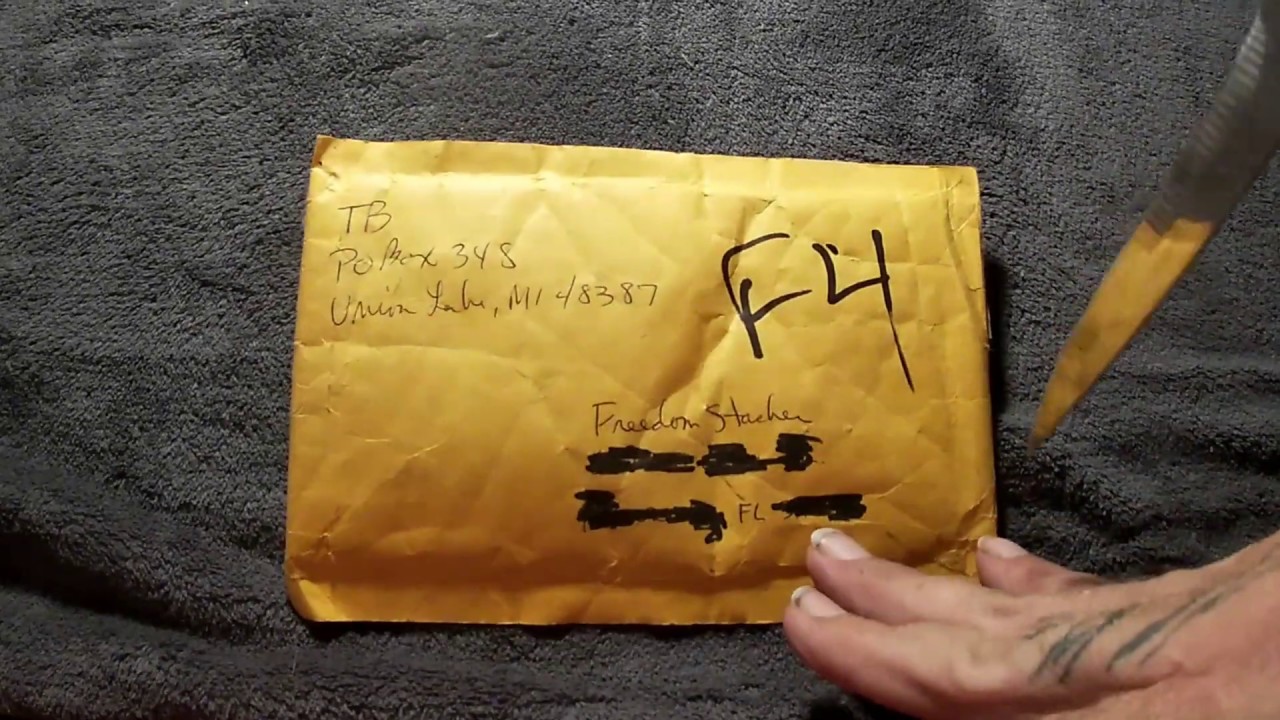 TB
PO Box 348
Union Lake, MI 48387
F4
Freedom Stacker
FL